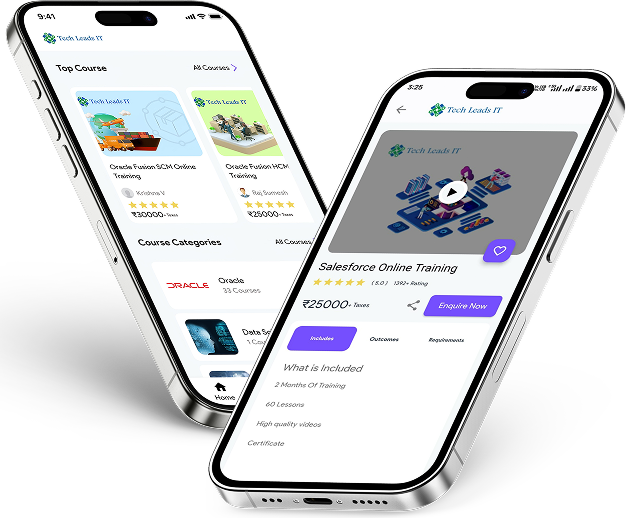 9:41
Tech Leads IT
Top Course
All Courses
Tech Leads IT
Tech Leads IT
Oracle Fusion SCM Online
Training
Oracle Fusion HCM
Training
Krishna V
Raj Sumesh
₹30000+ Taxes
₹25000+ Taxes
Course Categories
All Courses
ORACLE
Oracle
33 Courses
Data Sc
1 Cou
Home
3:25
33%
Tech Leads IT
Tech Leads IT
Salesforce Online Training
( 5.0 ) 1392+ Rating
₹25000+ Taxes
Enquire Now
Includes
Outcomes
Requirements
What is Included
2 Months Of Training
60 Lessons
High quality videos
Certificate